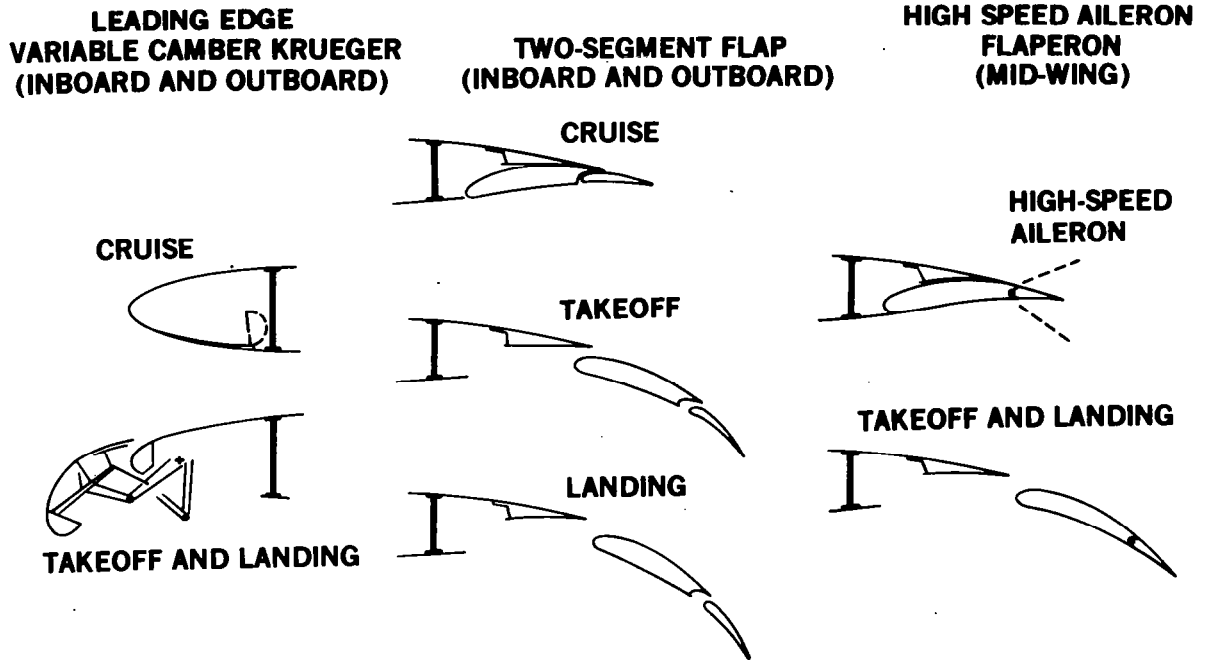 LEADING EDGE
VARIABLE CAMBER KRUEGER
(INBOARD AND OUTBOARD)
CRUISE
TAKEOFF AND LANDING
TWO-SEGMENT FLAP
(INBOARD AND OUTBOARD)
CRUISE
TAKEOFF
LANDING
HIGH SPEED AILERON
FLAPERON
(MID-WING)
HIGH-SPEED
AILERON
TAKEOFF AND LANDING